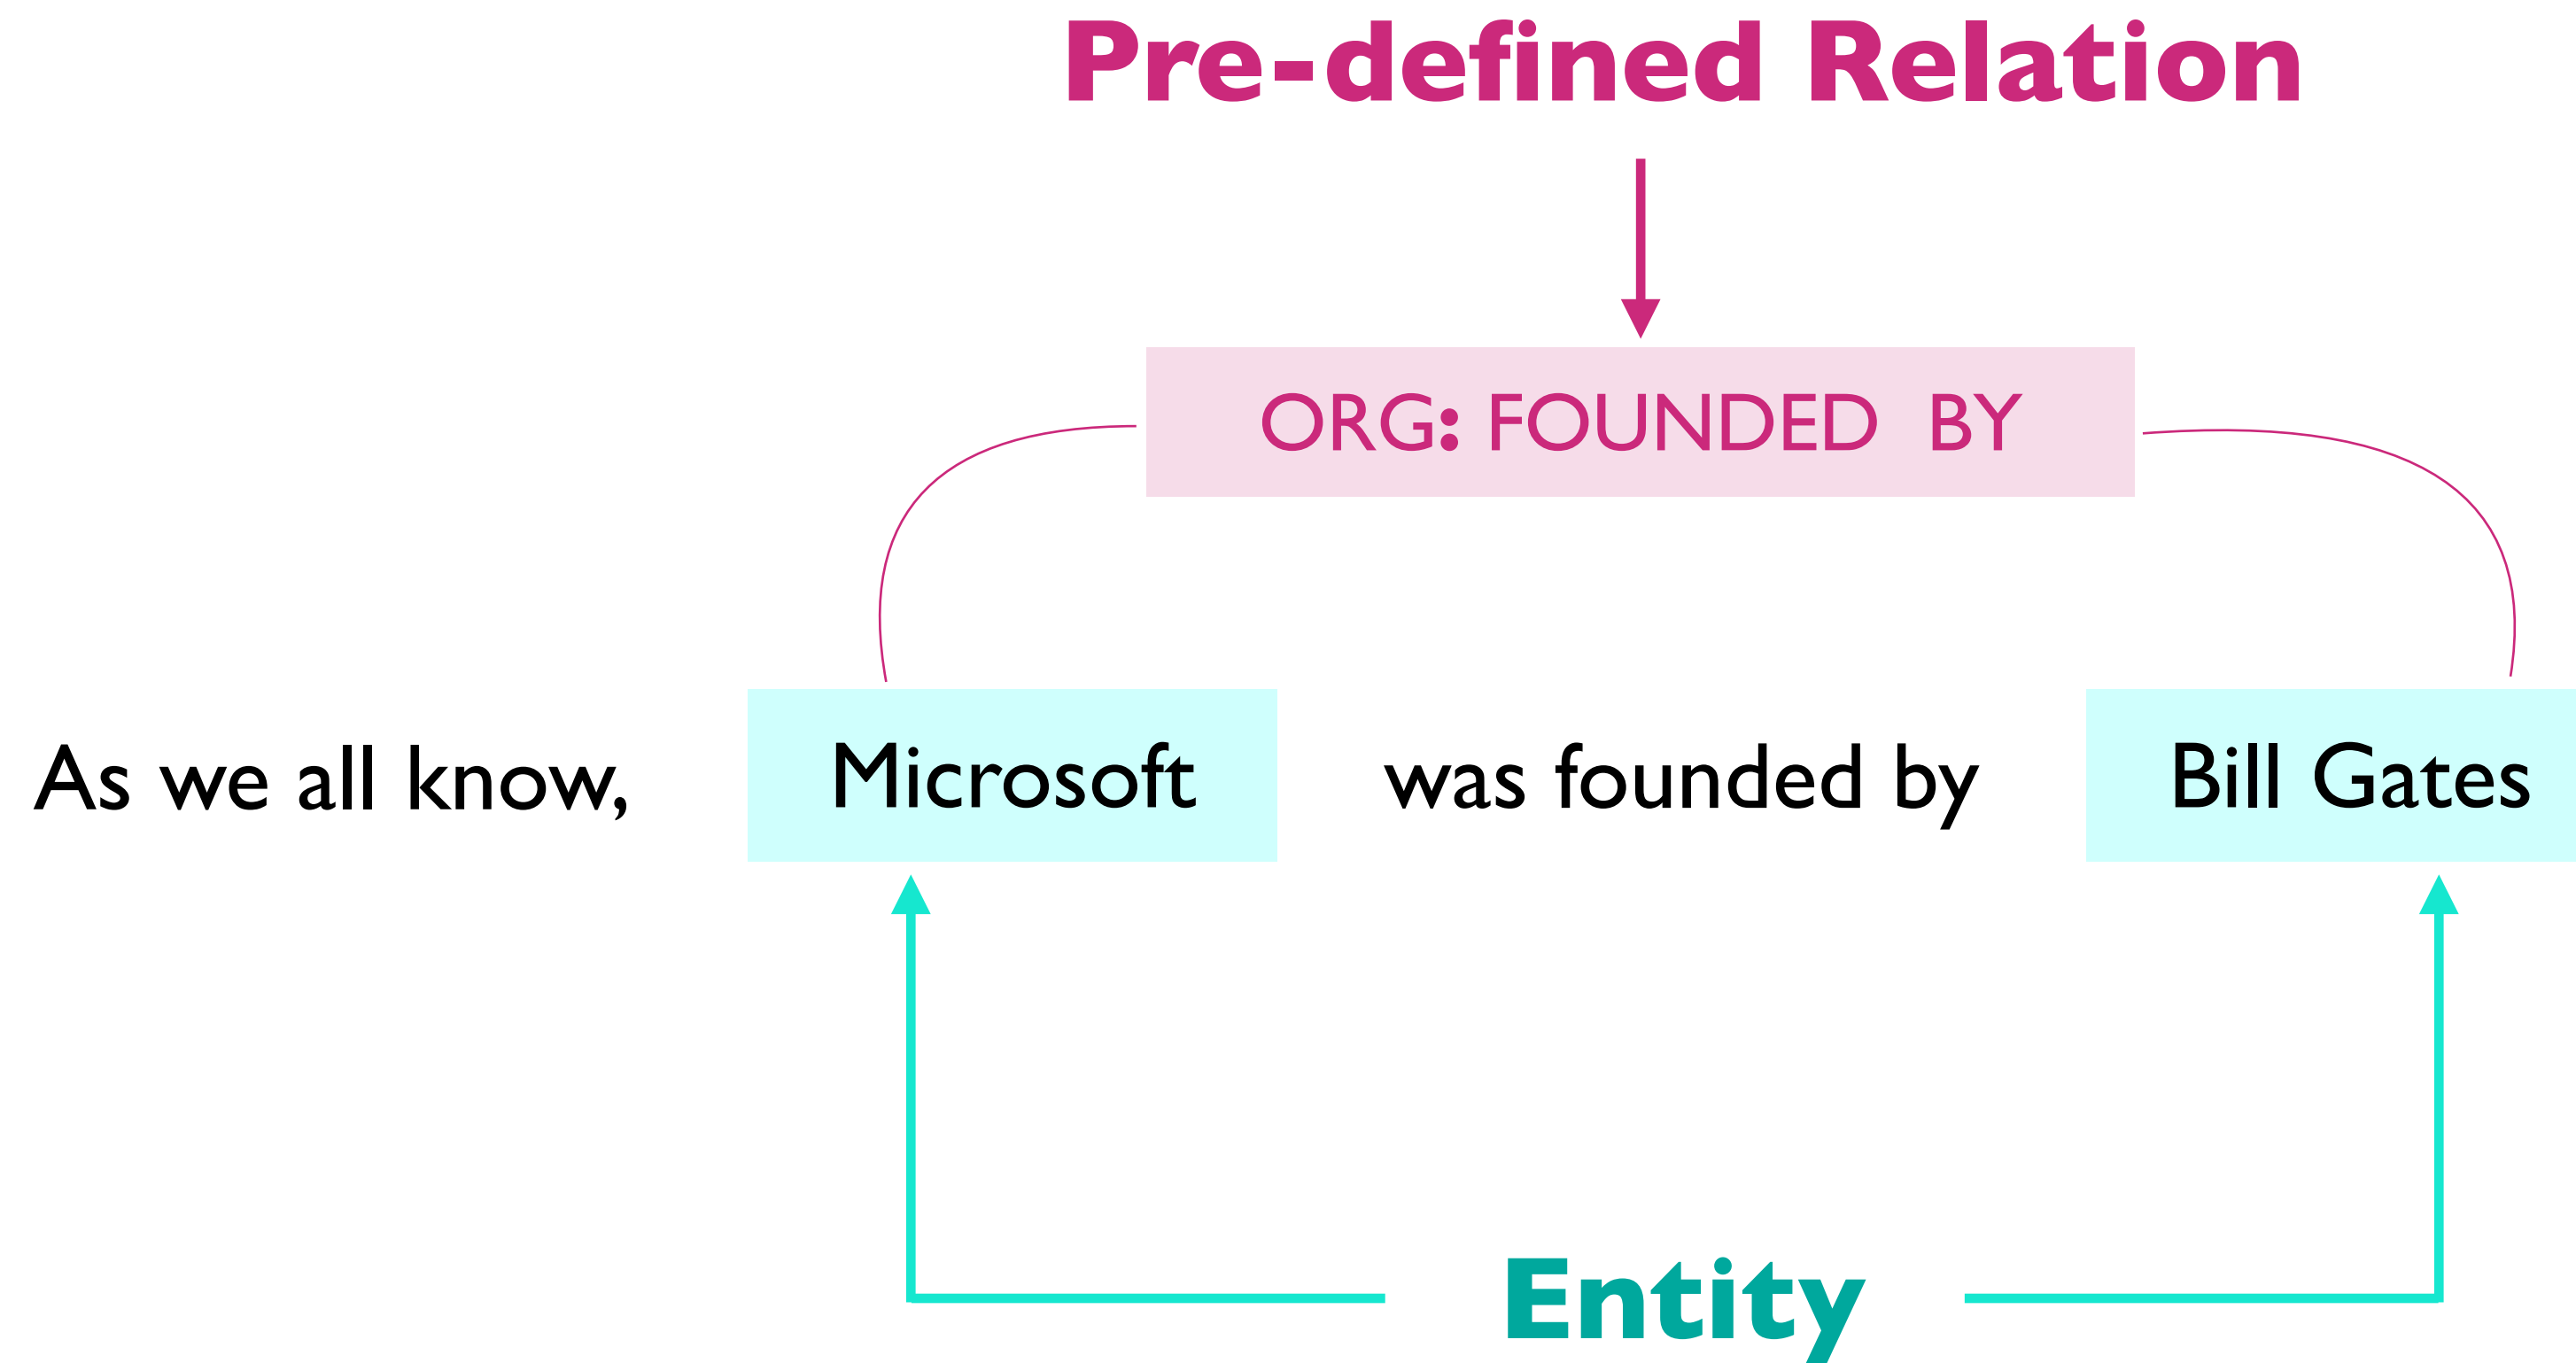 Pre-defined Relation
ORG: FOUNDED BY
As we all know, Microsoft was founded by Bill Gates
Entity